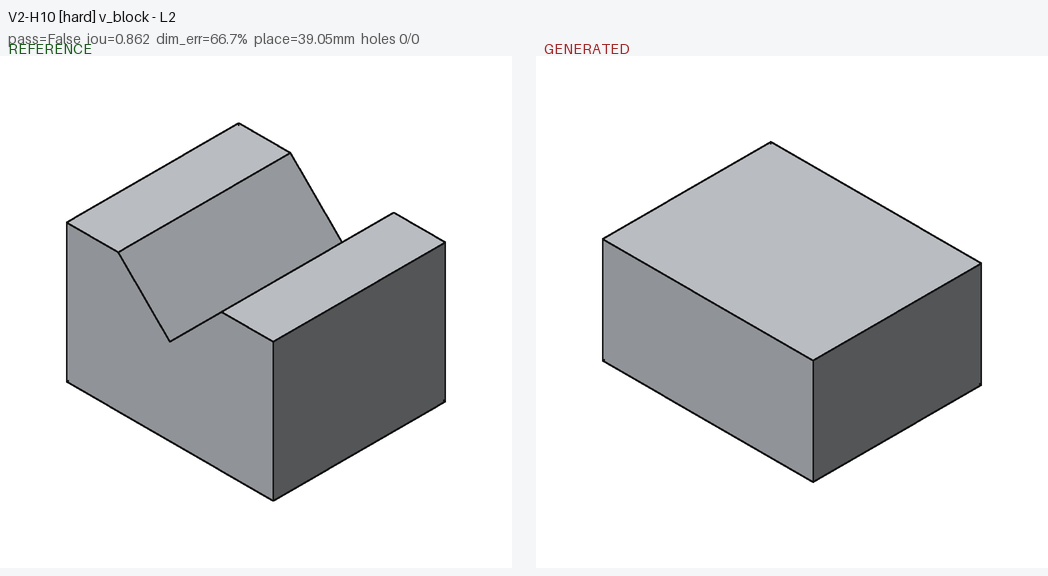 V2-H10 [hard] v_block - L2
pass=False iou=0.862 dim_err=66.7% place=39.05mm holes 0/0
REFERENCE
GENERATED